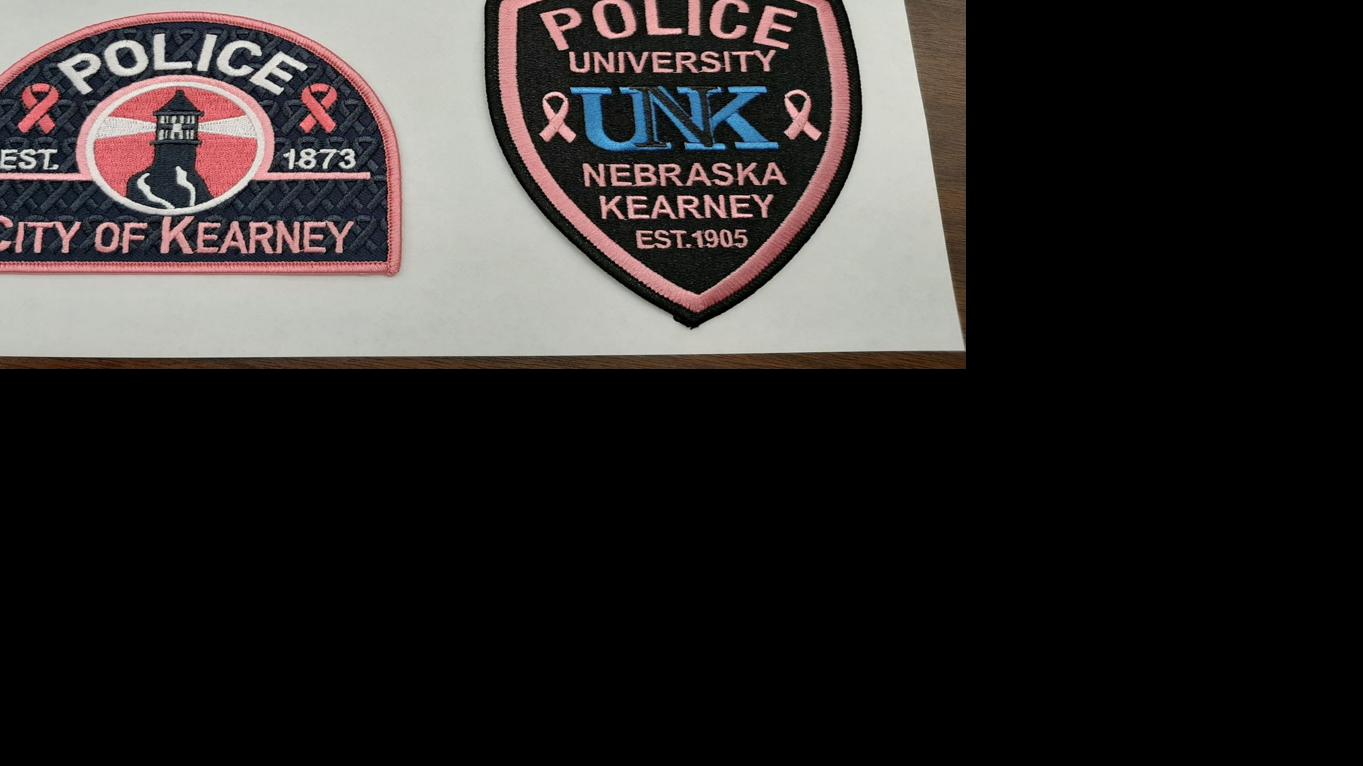 POLICE
EST. 1873
CITY OF KEARNEY
POLICE
UNIVERSITY
UNK
NEBRASKA
KEARNEY
EST.1905